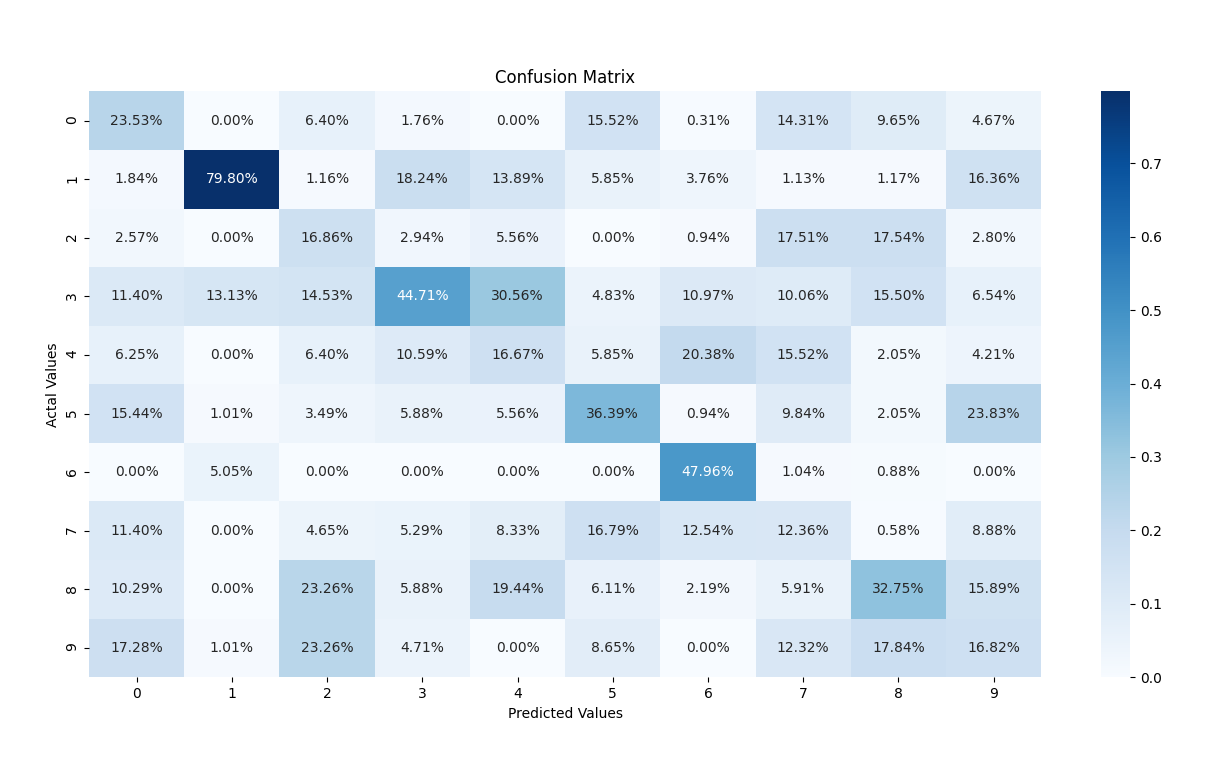 Confusion Matrix
0 23.53% 0.00% 6.40% 1.76% 0.00% 15.52% 0.31% 14.31% 9.65% 4.67%
1 1.84% 79.80% 1.16% 18.24% 13.89% 5.85% 3.76% 1.13% 1.17% 16.36%
2 2.57% 0.00% 16.86% 2.94% 5.56% 0.00% 0.94% 17.51% 17.54% 2.80%
3 11.40% 13.13% 14.53% 44.71% 30.56% 4.83% 10.97% 10.06% 15.50% 6.54%
4 6.25% 0.00% 6.40% 10.59% 16.67% 5.85% 20.38% 15.52% 2.05% 4.21%
5 15.44% 1.01% 3.49% 5.88% 5.56% 36.39% 0.94% 9.84% 2.05% 23.83%
6 0.00% 5.05% 0.00% 0.00% 0.00% 0.00% 47.96% 1.04% 0.88% 0.00%
7 11.40% 0.00% 4.65% 5.29% 8.33% 16.79% 12.54% 12.36% 0.58% 8.88%
8 10.29% 0.00% 23.26% 5.88% 19.44% 6.11% 2.19% 5.91% 32.75% 15.89%
9 17.28% 1.01% 23.26% 4.71% 0.00% 8.65% 0.00% 12.32% 17.84% 16.82%
0 1 2 3 4 5 6 7 8 9
Predicted Values
Actal Values
0.7
0.6
0.5
0.4
0.3
0.2
0.1
0.0